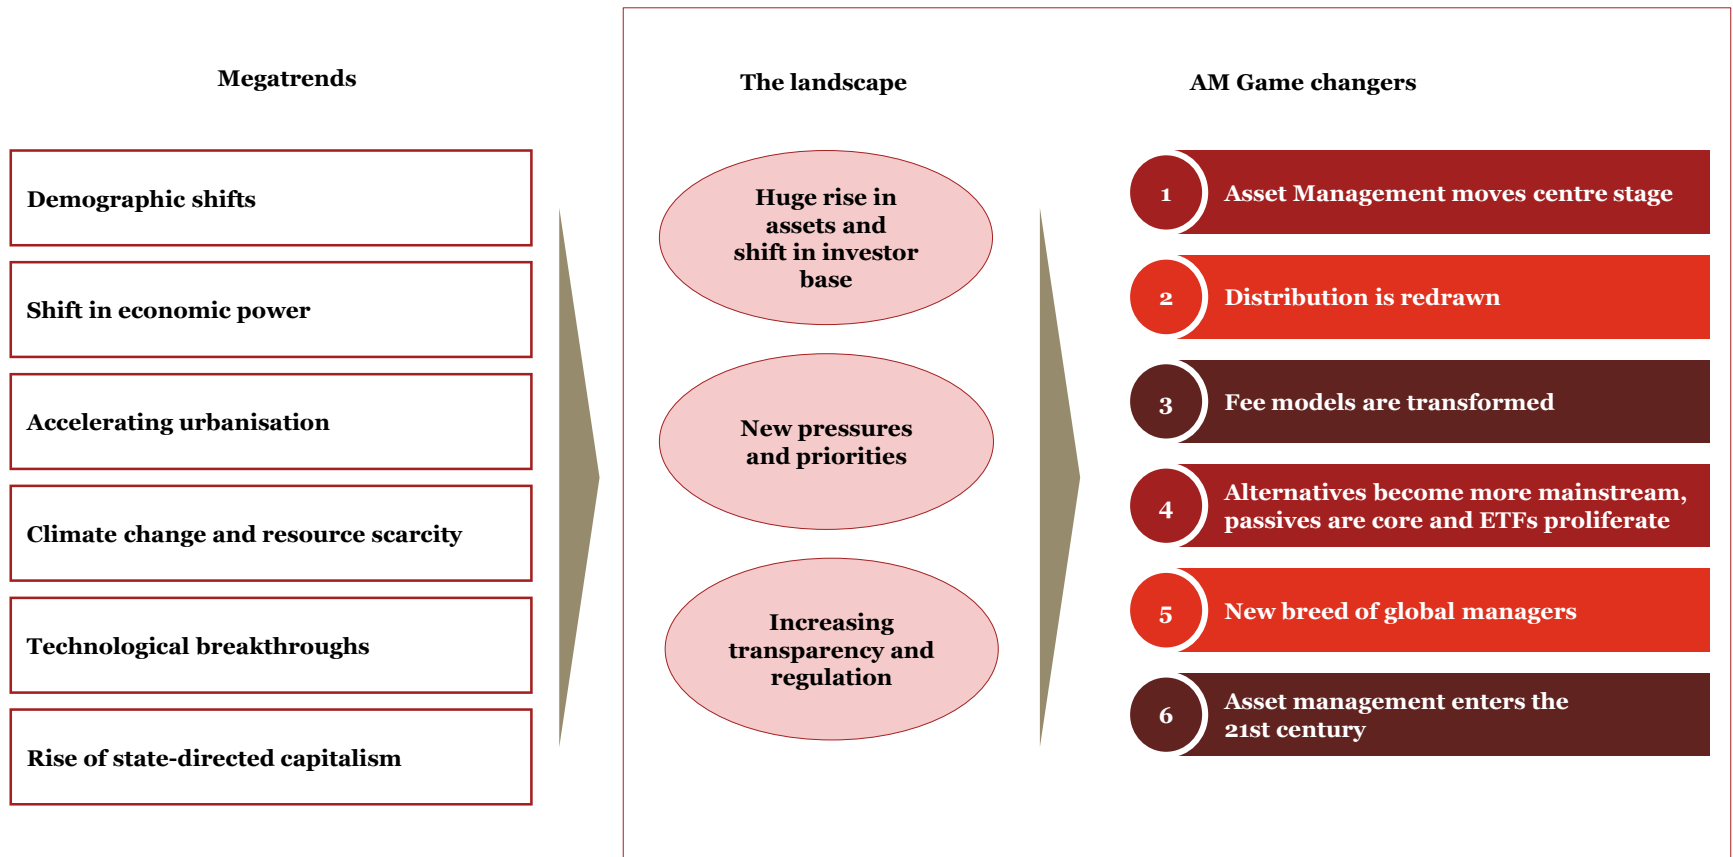 Megatrends
Demographic shifts
Shift in economic power
Accelerating urbanisation
Climate change and resource scarcity
Technological breakthroughs
Rise of state-directed capitalism
The landscape
Huge rise in
assets and
shift in investor
base
New pressures
and priorities
Increasing
transparency and
regulation
AM Game changers
1
Asset Management moves centre stage
2
Distribution is redrawn
3
Fee models are transformed
4
Alternatives become more mainstream,
passives are core and ETFs proliferate
5
New breed of global managers
6
Asset management enters the
21st century